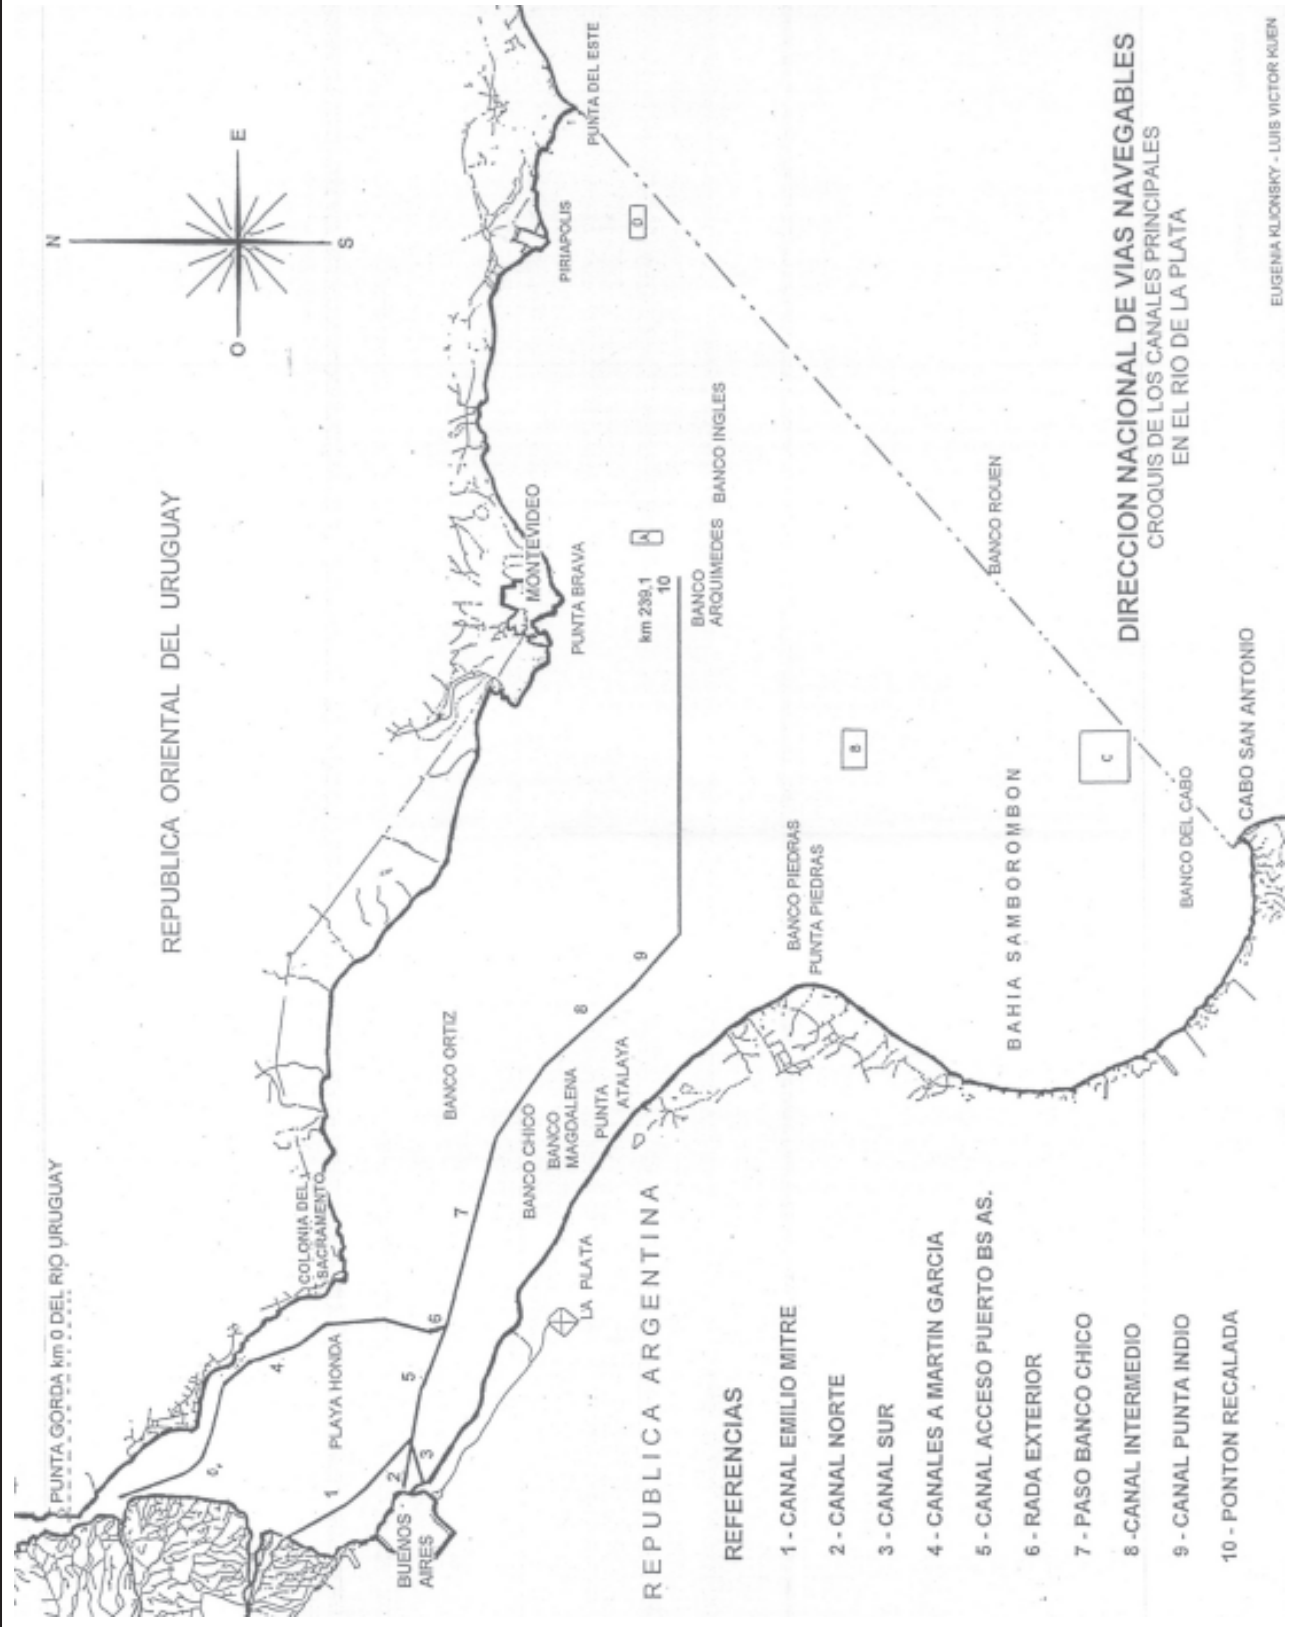 PUNTA GORDA km 0 DEL RIO URUGUAY
REPUBLICA ORIENTAL DEL URUGUAY
N
O
E
S
COLONIA DEL
SACRAMENTO
MONTEVIDEO
PUNTA BRAVA
PIRIAPOLIS
PUNTA DEL ESTE
PLAYA HONDA
BANCO ORTIZ
BUENOS
AIRES
LA PLATA
BANCO CHICO
BANCO
MAGDALENA
PUNTA
ATALAYA
1
2
3
4
5
6
7
8
9
km 239,1
10
A
B
C
D
BANCO
ARQUIMEDES
BANCO INGLES
BANCO ROUEN
BANCO PIEDRAS
PUNTA PIEDRAS
BAHIA SAMBOROMBON
BANCO DEL CABO
CABO SAN ANTONIO
REPUBLICA ARGENTINA
REFERENCIAS
1 - CANAL EMILIO MITRE
2 - CANAL NORTE
3 - CANAL SUR
4 - CANALES A MARTIN GARCIA
5 - CANAL ACCESO PUERTO BS AS.
6 - RADA EXTERIOR
7 - PASO BANCO CHICO
8 -CANAL INTERMEDIO
9 - CANAL PUNTA INDIO
10 - PONTON RECALADA
DIRECCION NACIONAL DE VIAS NAVEGABLES
CROQUIS DE LOS CANALES PRINCIPALES
EN EL RIO DE LA PLATA
EUGENIA KLIONSKY - LUIS VICTOR KUEN